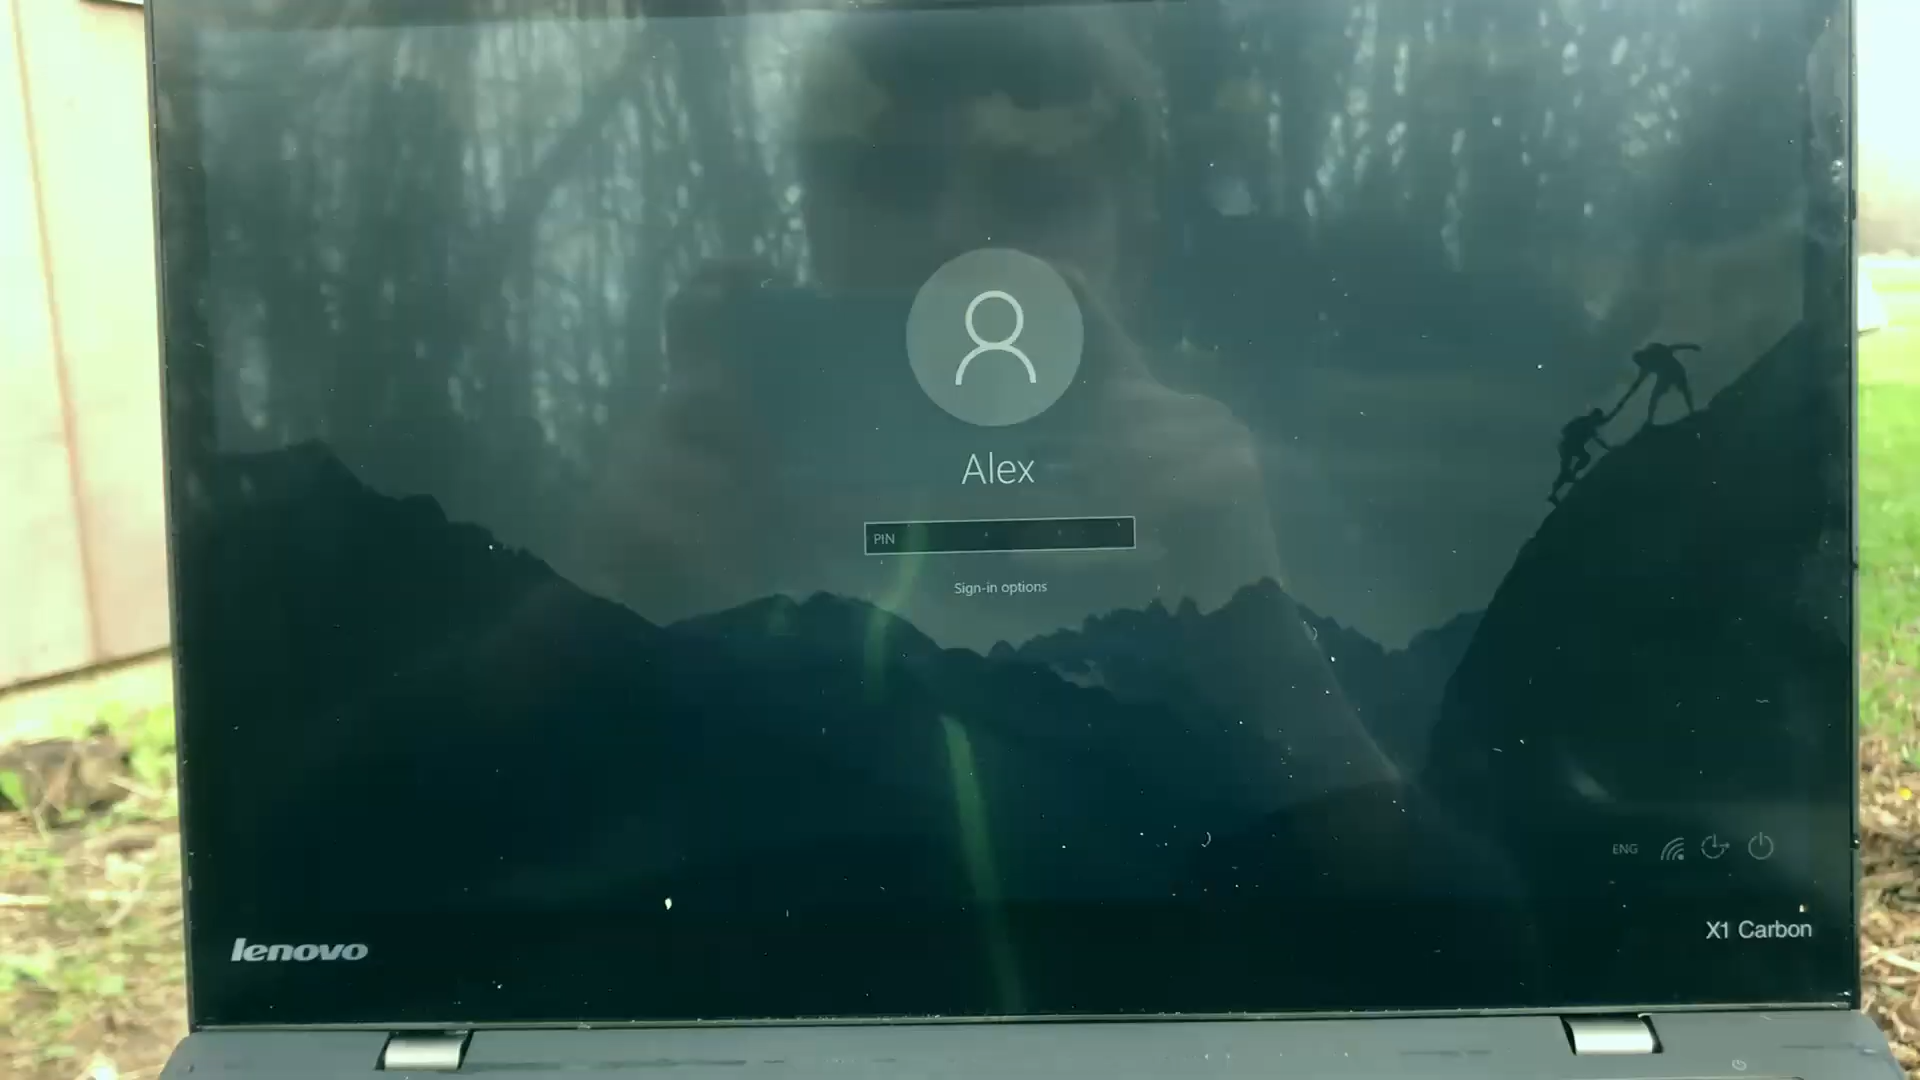 Alex
PIN
Sign-in options
ENG
lenovo
X1 Carbon